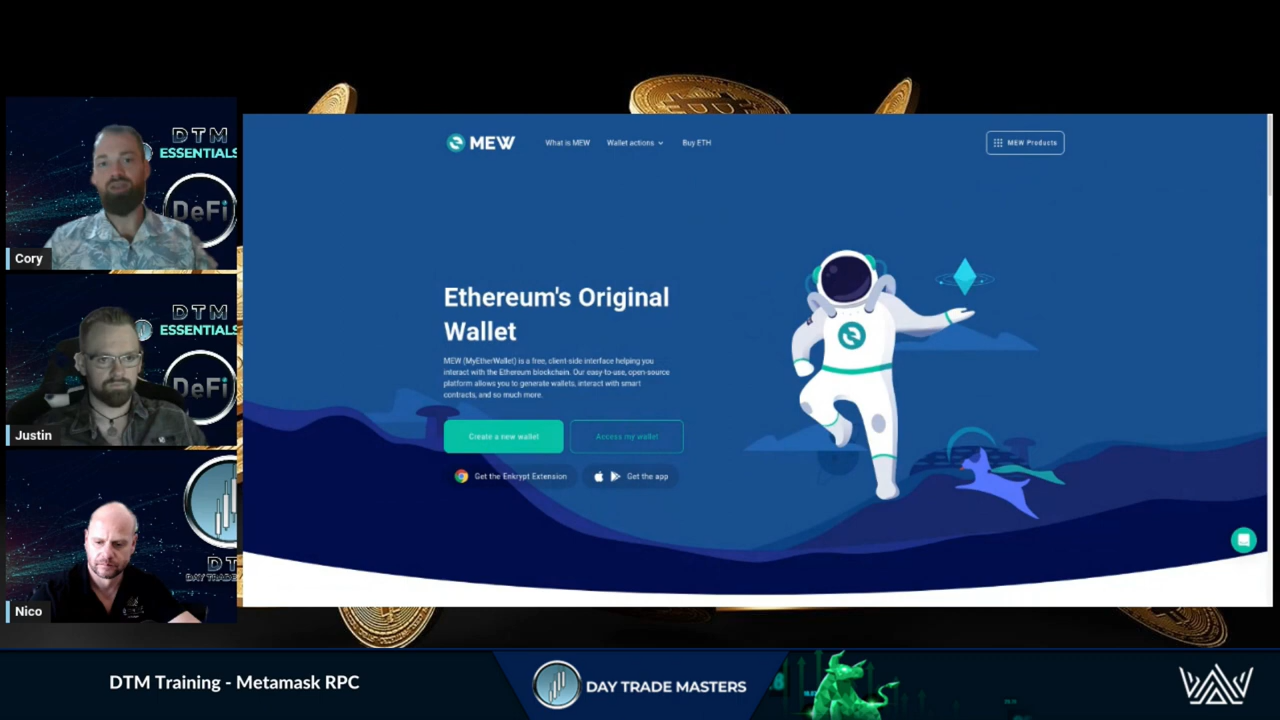 DTM
ESSENTIALS
DeFi
Cory
DTM
ESSENTIALS
DeFi
Justin
DT
DAY TRADE
Nico
MEW
What is MEW
Wallet actions
Buy ETH
MEW Products
Ethereum's Original
Wallet
MEW (MyEtherWallet) is a free, client-side interface helping you
interact with the Ethereum blockchain. Our easy-to-use, open-source
platform allows you to generate wallets, interact with smart
contracts, and so much more.
Create a new wallet
Access my wallet
Get the Enkrypt Extension
Get the app
DTM Training - Metamask RPC
DAY TRADE MASTERS